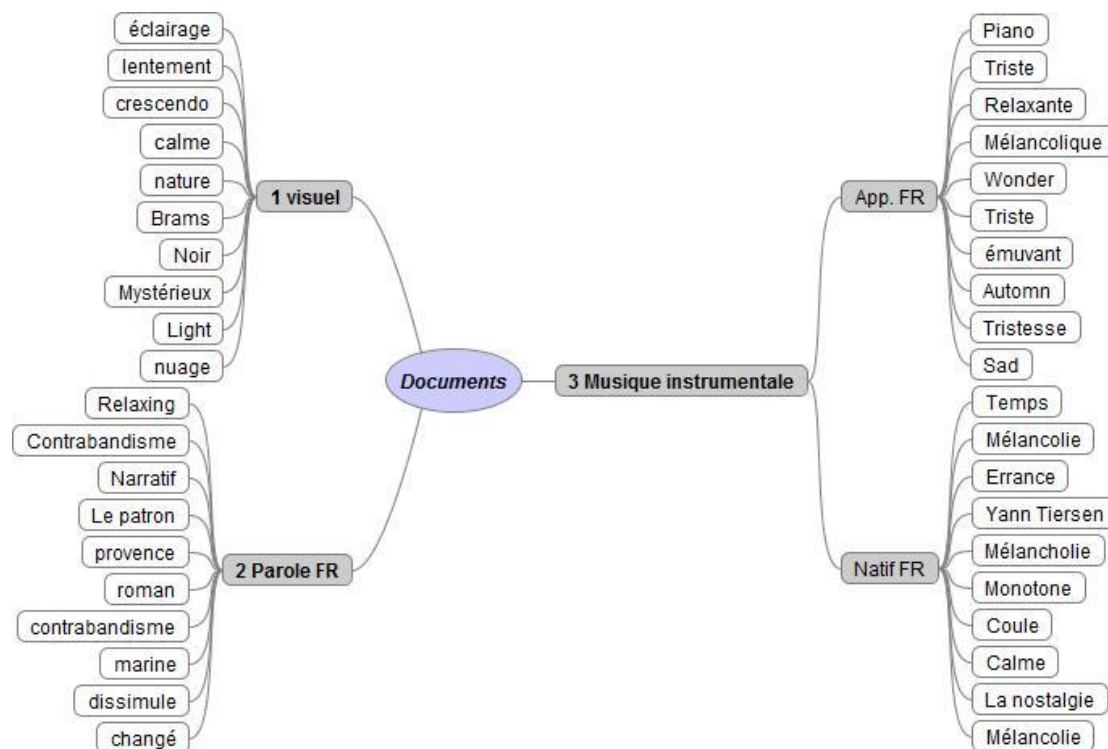 éclairage
lentement
crescendo
calme
nature
Brams
Noir
Mystérieux
Light
nuage
1 visuel
Relaxing
Contrabandisme
Narratif
Le patron
provence
roman
contrabandisme
marine
dissimule
changé
2 Parole FR
Documents
3 Musique instrumentale
App. FR
Piano
Triste
Relaxante
Mélancolique
Wonder
Triste
émuvant
Automn
Tristesse
Sad
Natif FR
Temps
Mélancolie
Errance
Yann Tiersen
Mélancholie
Monotone
Coule
Calme
La nostalgie
Mélancolie